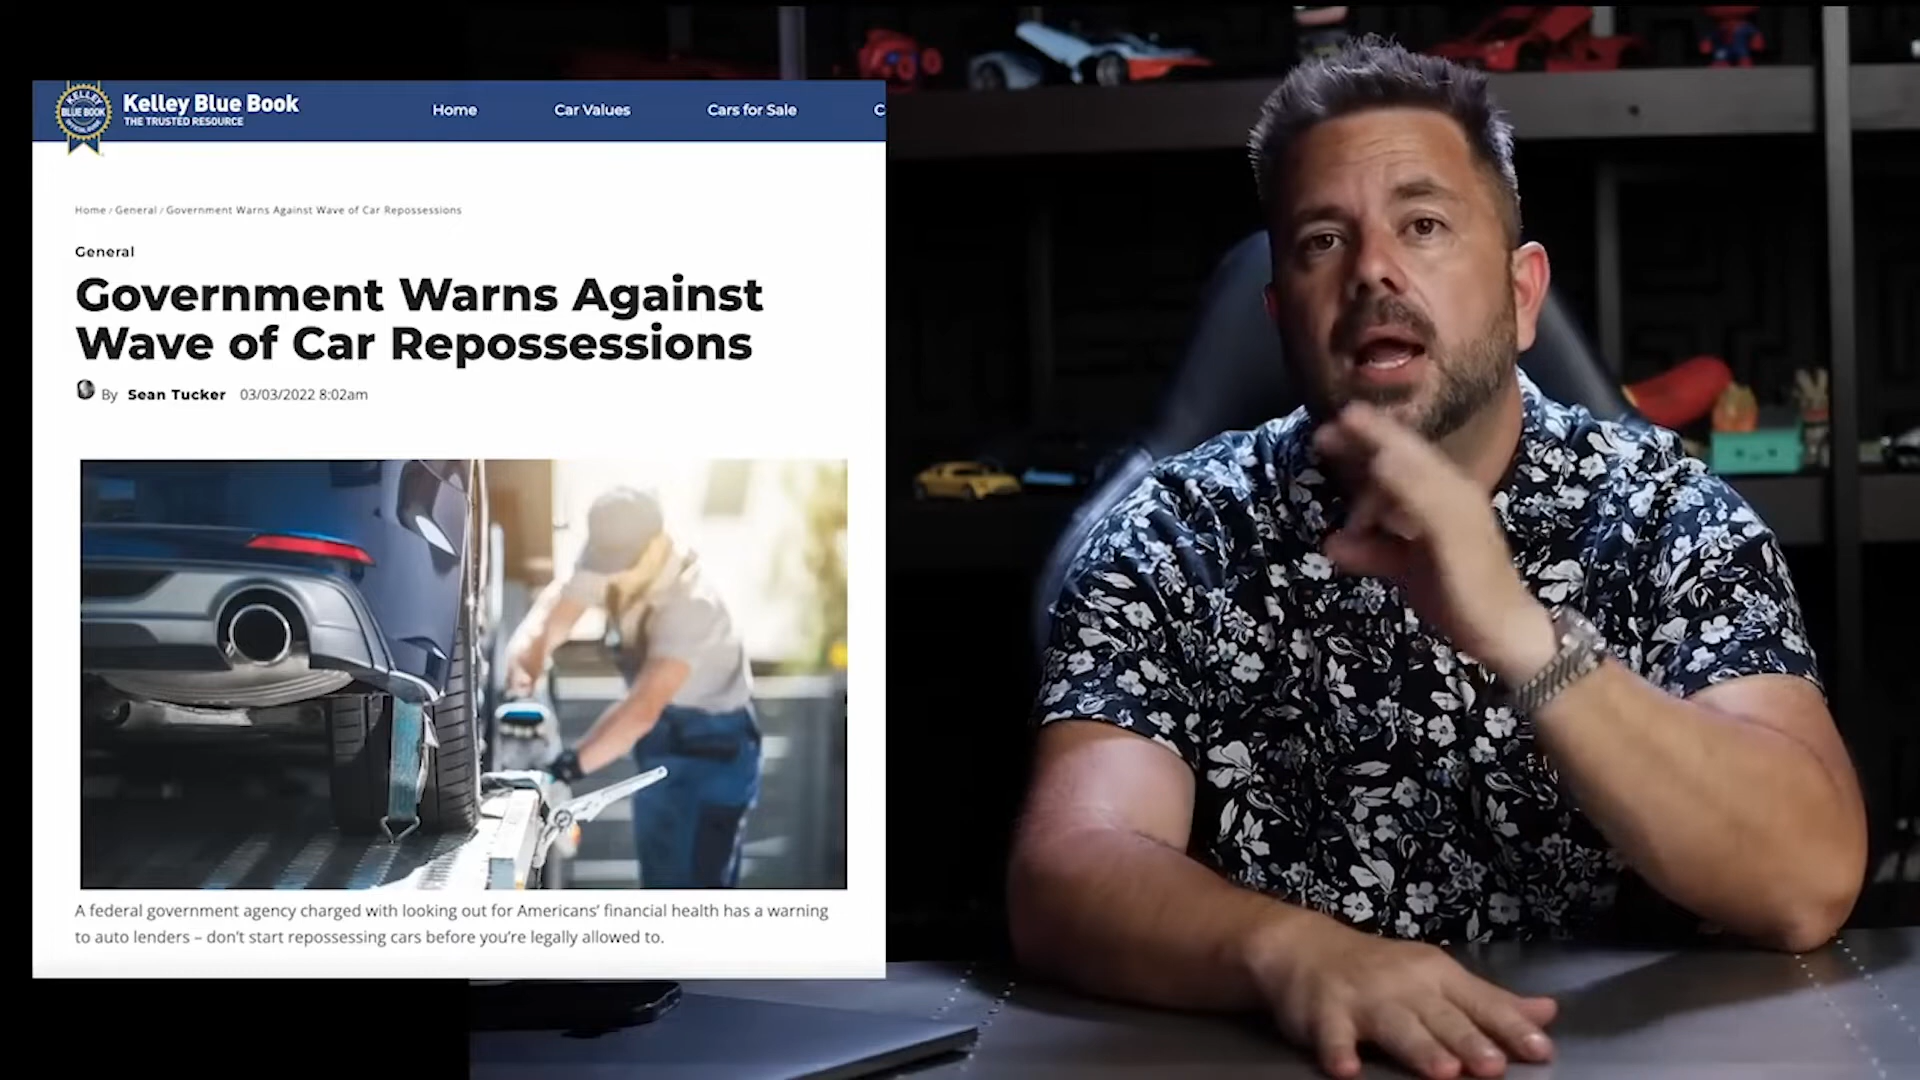 KELLEY
BLUE BOOK
Kelley Blue Book
THE TRUSTED RESOURCE
Home
Car Values
Cars for Sale
C
Home / General / Government Warns Against Wave of Car Repossessions
General
Government Warns Against
Wave of Car Repossessions
By Sean Tucker 03/03/2022 8:02am
A federal government agency charged with looking out for Americans' financial health has a warning
to auto lenders – don't start repossessing cars before you're legally allowed to.